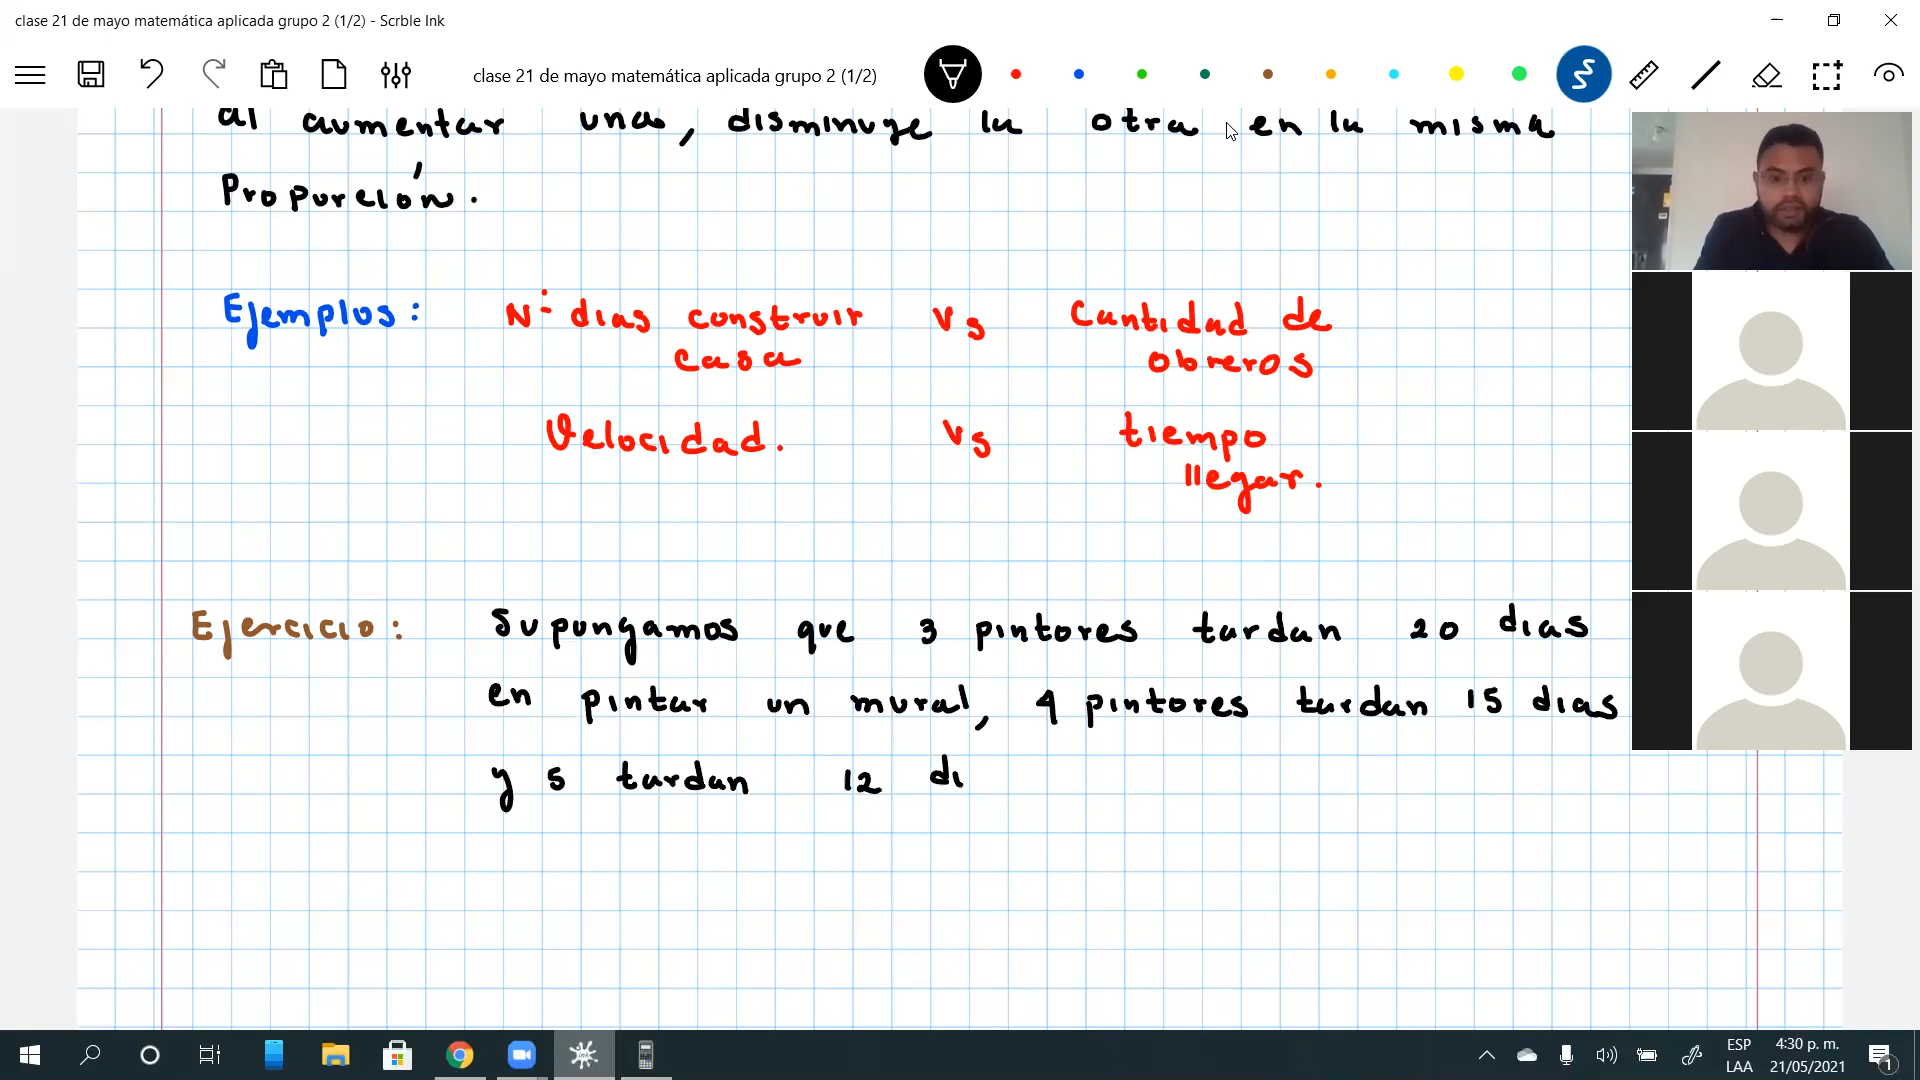 clase 21 de mayo matemática aplicada grupo 2 (1/2) - Scrble Ink
clase 21 de mayo matemática aplicada grupo 2 (1/2)
al aumentar una, disminuye la otra en la misma
Proporción.
Ejemplos: N° dias construir Vs Cantidad de
casa obreros
Velocidad. Vs tiempo
llegar.
Ejercicio: Supongamos que 3 pintores tardan 20 dias
en pintar un mural, 4 pintores tardan 15 dias
y 5 tardan 12 di
ESP
LAA
4:30 p. m.
21/05/2021
1